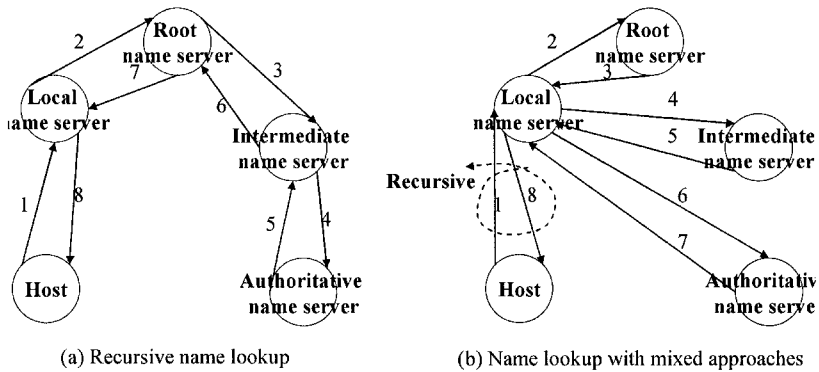 2
Root
name server
7
3
Local
name server
6
Intermediate
name server
1
8
5
4
Host
Authoritative
name server
(a) Recursive name lookup
2
Root
name server
3
Local
name server
4
5
Intermediate
name server
Recursive
1
8
6
7
Host
Authoritative
name server
(b) Name lookup with mixed approaches